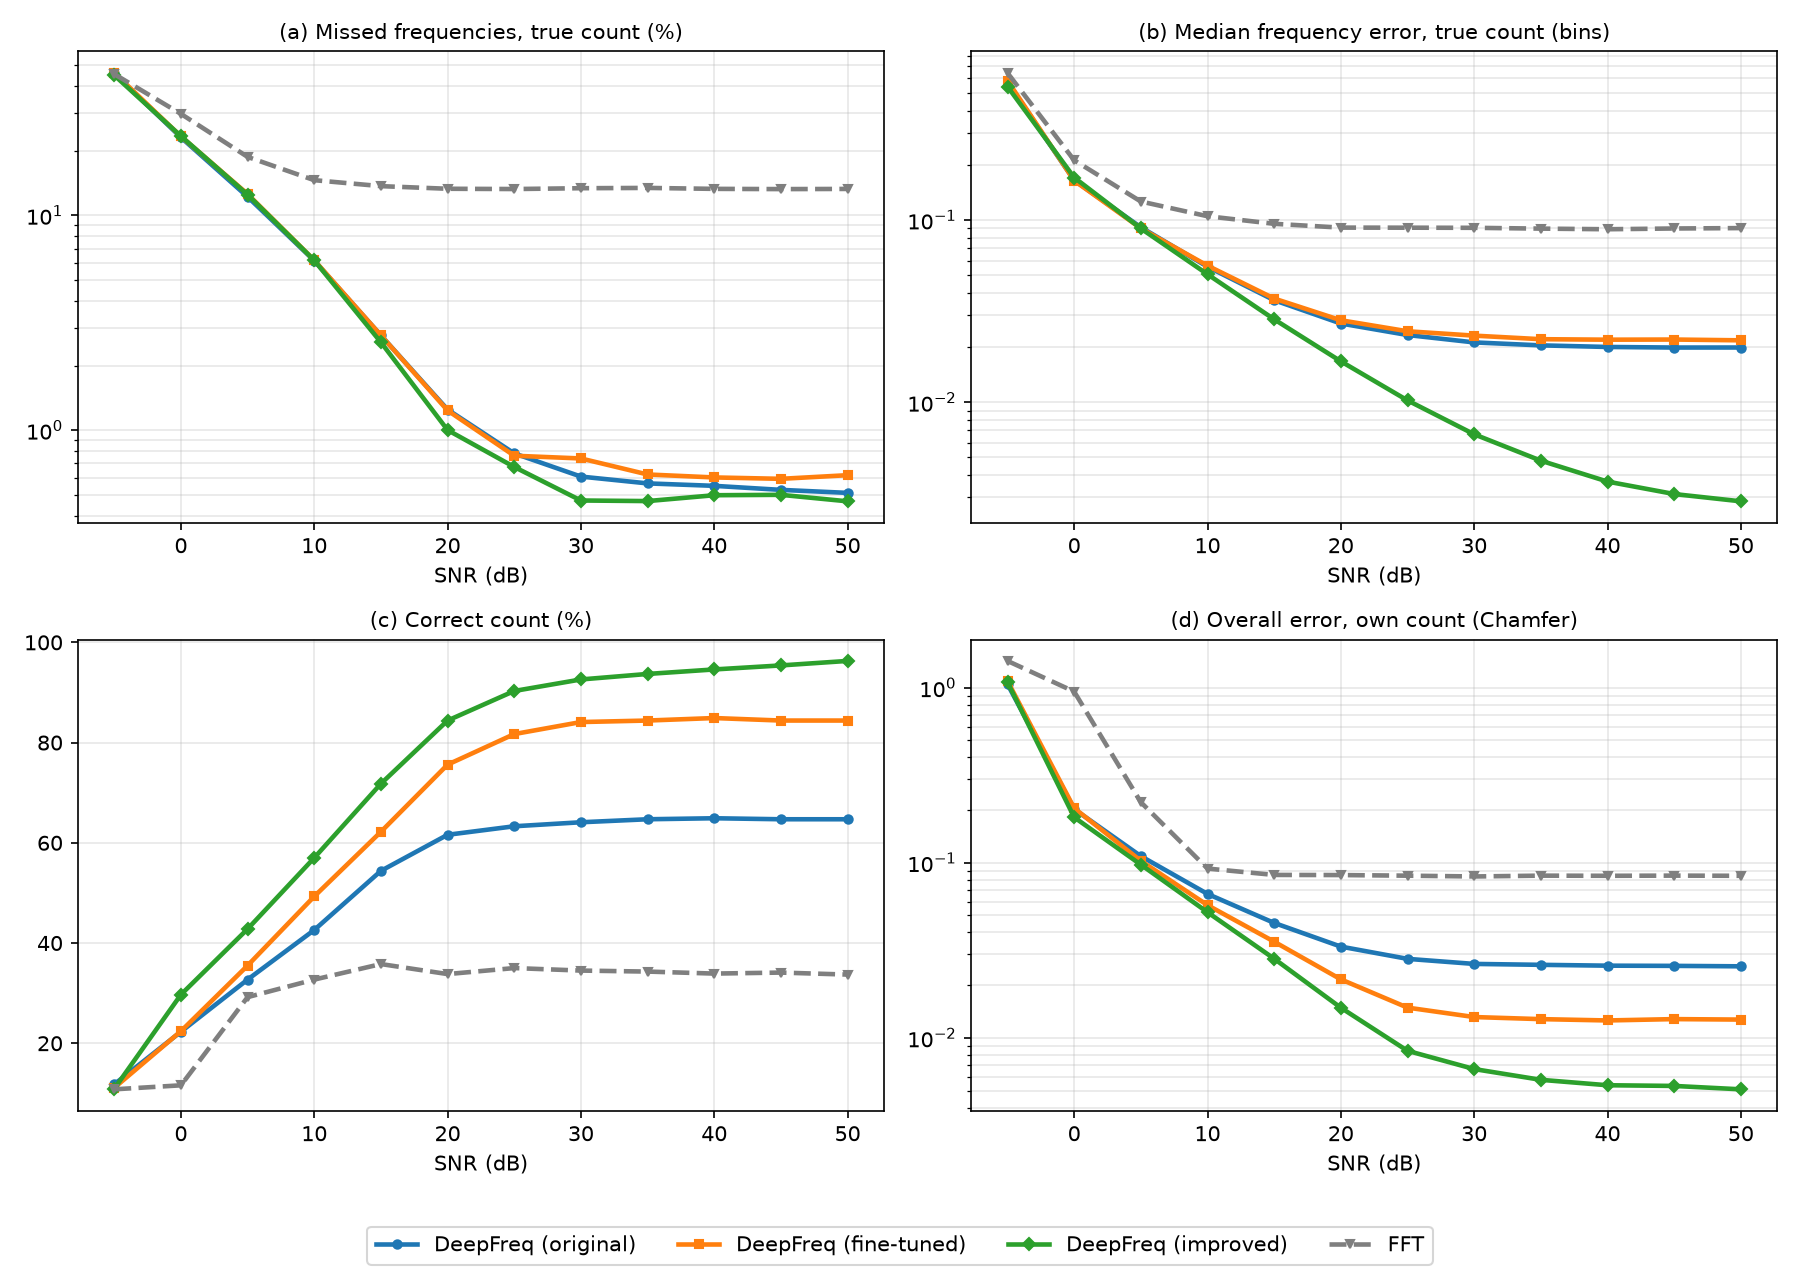 (a) Missed frequencies, true count (%)
10¹
10⁰
0 10 20 30 40 50
SNR (dB)
(b) Median frequency error, true count (bins)
10⁻¹
10⁻²
0 10 20 30 40 50
SNR (dB)
(c) Correct count (%)
100
80
60
40
20
0 10 20 30 40 50
SNR (dB)
(d) Overall error, own count (Chamfer)
10⁰
10⁻¹
10⁻²
0 10 20 30 40 50
SNR (dB)
DeepFreq (original) DeepFreq (fine-tuned) DeepFreq (improved) FFT